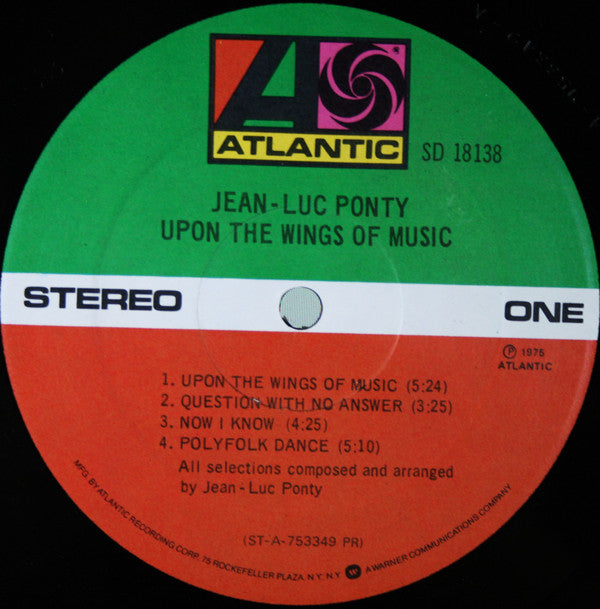 ATLANTIC
SD 18138
JEAN-LUC PONTY
UPON THE WINGS OF MUSIC
STEREO
ONE
Ⓟ 1975
ATLANTIC
1. UPON THE WINGS OF MUSIC (5:24)
2. QUESTION WITH NO ANSWER (3:25)
3. NOW I KNOW (4:25)
4. POLYFOLK DANCE (5:10)
All selections composed and arranged
by Jean-Luc Ponty
(ST-A-753349 PR)
MFG. BY ATLANTIC RECORDING CORP. 75 ROCKEFELLER PLAZA. N.Y. N.Y. A WARNER COMMUNICATIONS COMPANY